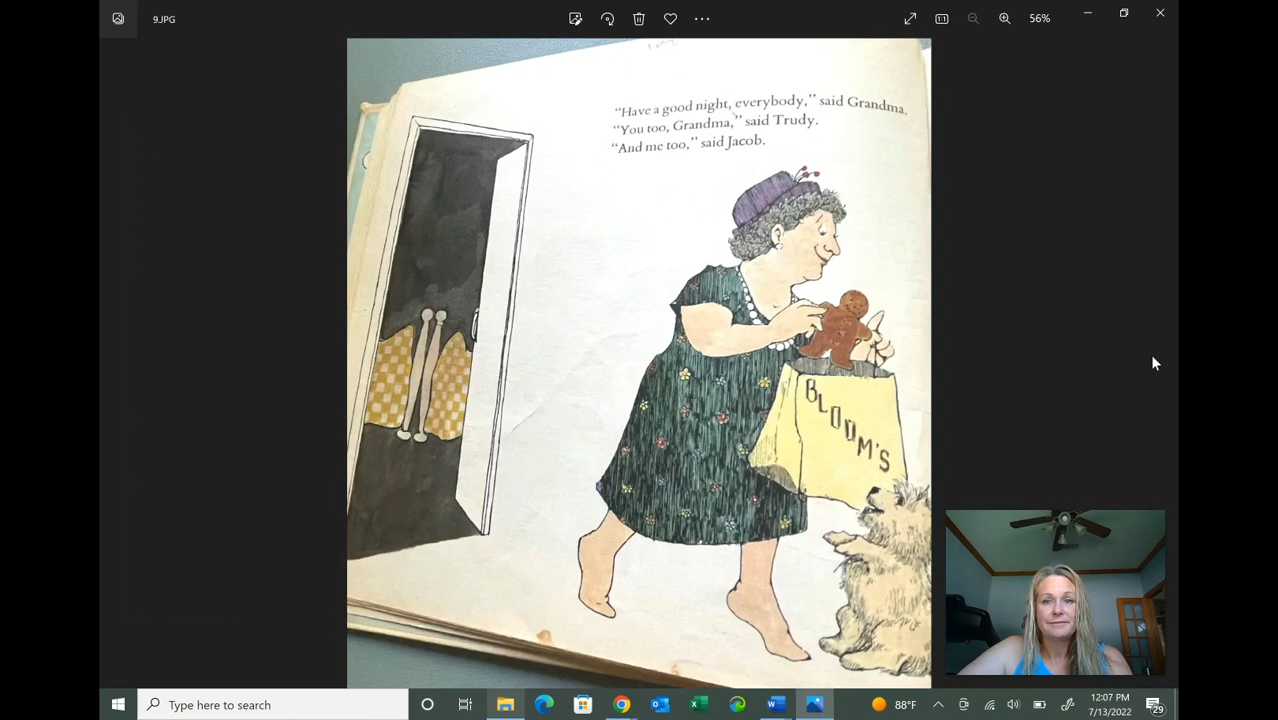 9.JPG
56%
"Have a good night, everybody," said Grandma.
"You too, Grandma," said Trudy.
"And me too," said Jacob.
BLOOM'S
Type here to search
88°F
12:07 PM
7/13/2022
29